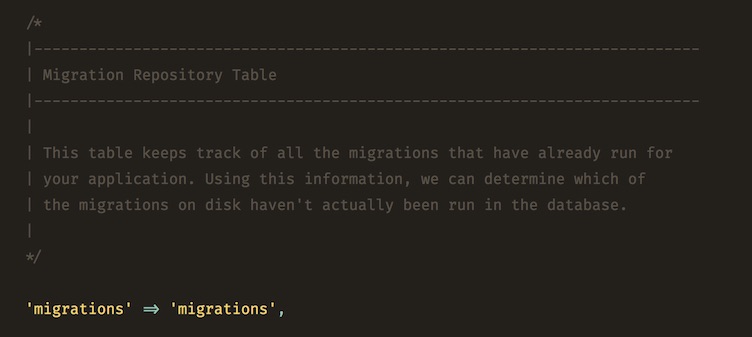 /*
|--------------------------------------------------------------------------
| Migration Repository Table
|--------------------------------------------------------------------------
|
| This table keeps track of all the migrations that have already run for
| your application. Using this information, we can determine which of
| the migrations on disk haven't actually been run in the database.
|
*/
'migrations' => 'migrations',